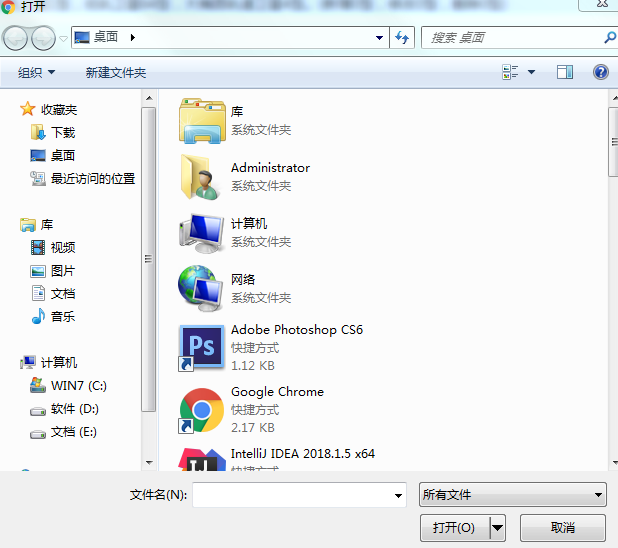 打开
桌面
搜索 桌面
组织
新建文件夹
收藏夹
下载
桌面
最近访问的位置
库
视频
图片
文档
音乐
计算机
WIN7 (C:)
软件 (D:)
文档 (E:)
库
系统文件夹
Administrator
系统文件夹
计算机
系统文件夹
网络
系统文件夹
Ps
Adobe Photoshop CS6
快捷方式
1.12 KB
Google Chrome
快捷方式
2.17 KB
IntelliJ IDEA 2018.1.5 x64
快捷方式
文件名(N):
所有文件
打开(O)
取消